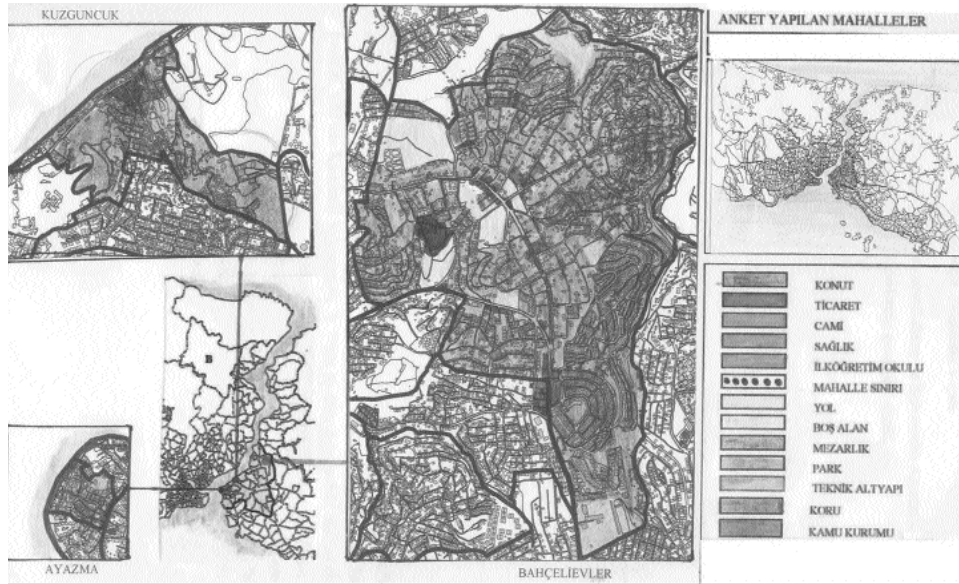 KUZGUNCUK
ANKET YAPILAN MAHALLELER
KONUT
TİCARET
CAMİ
SAĞLIK
İLKÖĞRETİM OKULU
MAHALLE SINIRI
YOL
BOŞ ALAN
MEZARLIK
PARK
TEKNİK ALTYAPI
KORU
KAMU KURUMU
B
AYAZMA
BAHÇELİEVLER